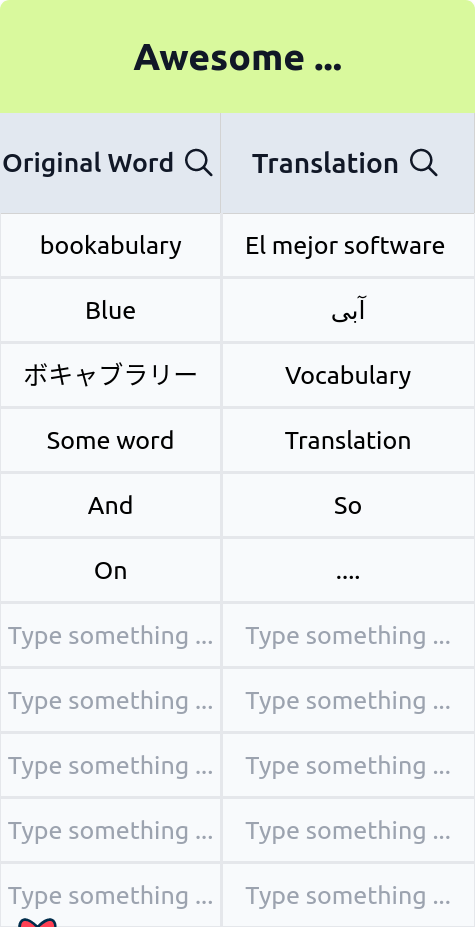 Awesome ...
Original Word Translation
bookabulary El mejor software
Blue آبی
ボキャブラリー Vocabulary
Some word Translation
And So
On ....
Type something ... Type something ...
Type something ... Type something ...
Type something ... Type something ...
Type something ... Type something ...
Type something ... Type something ...